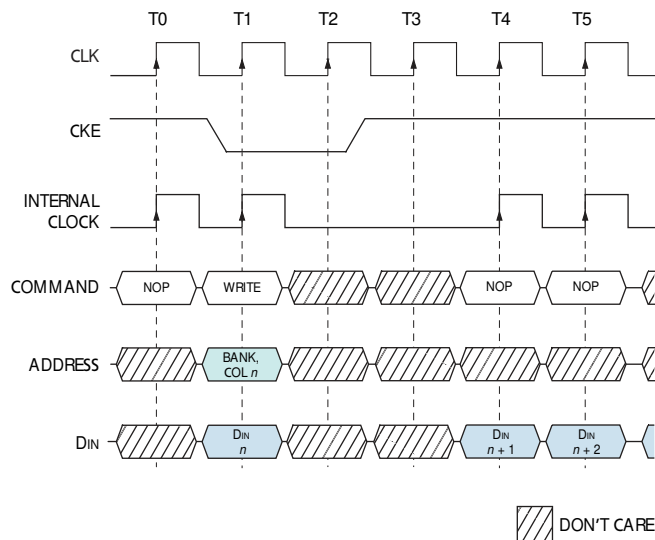 T0 T1 T2 T3 T4 T5
CLK
CKE
INTERNAL
CLOCK
COMMAND NOP WRITE NOP NOP
ADDRESS BANK,
COL n
DIN DIN
n DIN
n + 1 DIN
n + 2
DON'T CARE